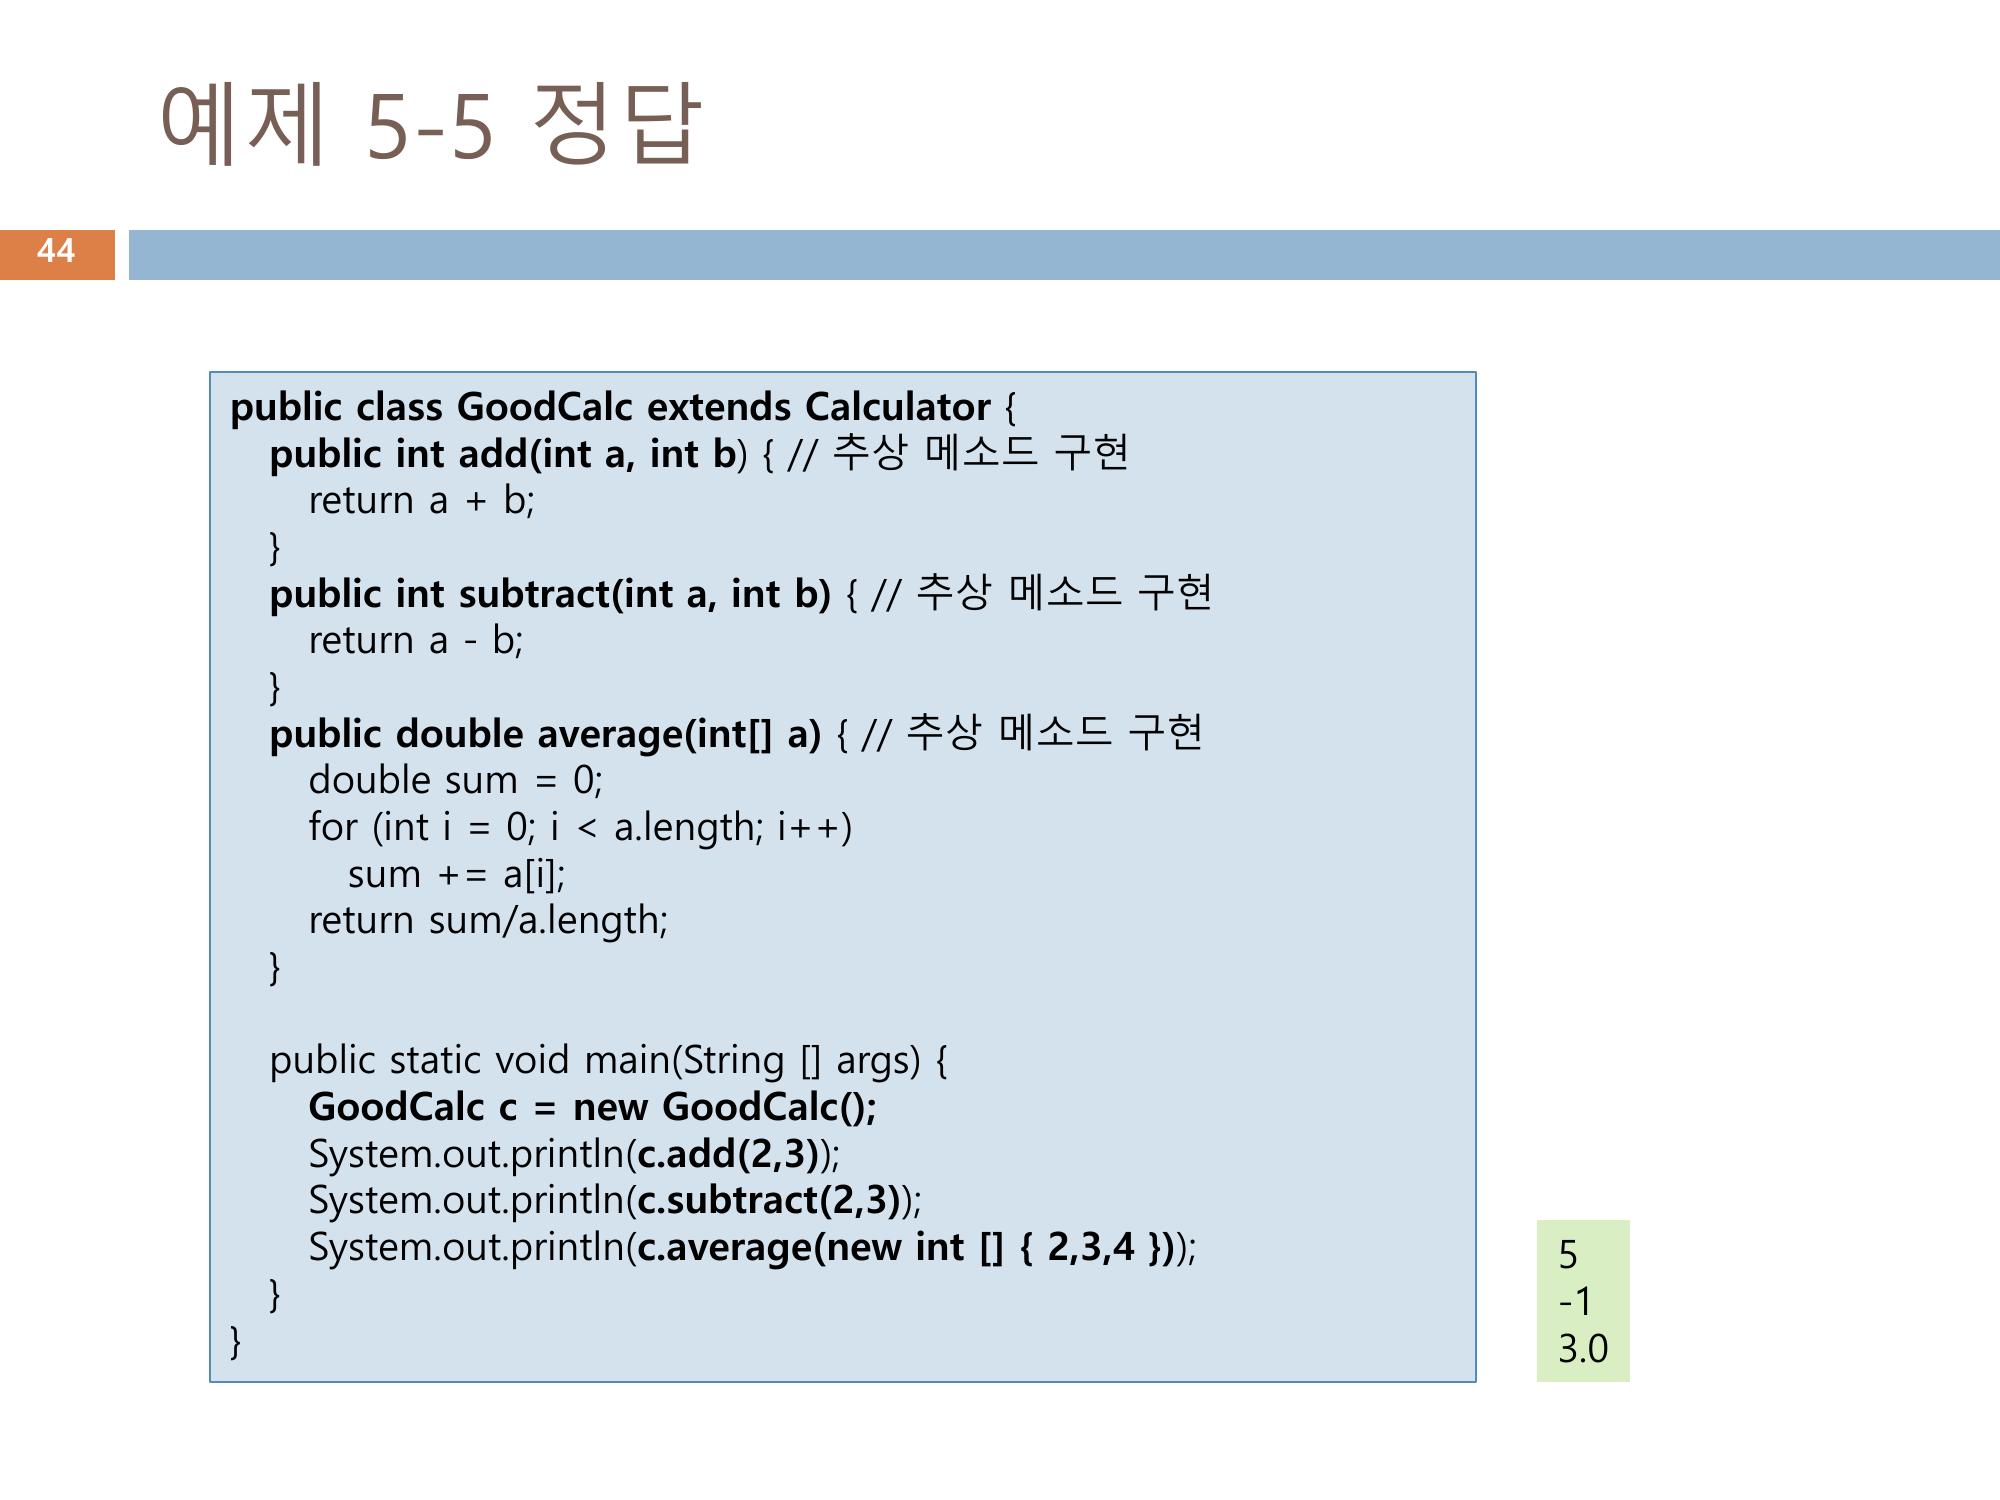 예제 5-5 정답
44
public class GoodCalc extends Calculator {
public int add(int a, int b) { // 추상 메소드 구현
return a + b;
}
public int subtract(int a, int b) { // 추상 메소드 구현
return a - b;
}
public double average(int[] a) { // 추상 메소드 구현
double sum = 0;
for (int i = 0; i < a.length; i++)
sum += a[i];
return sum/a.length;
}
public static void main(String [] args) {
GoodCalc c = new GoodCalc();
System.out.println(c.add(2,3));
System.out.println(c.subtract(2,3));
System.out.println(c.average(new int [] { 2,3,4 }));
}
}
5
-1
3.0